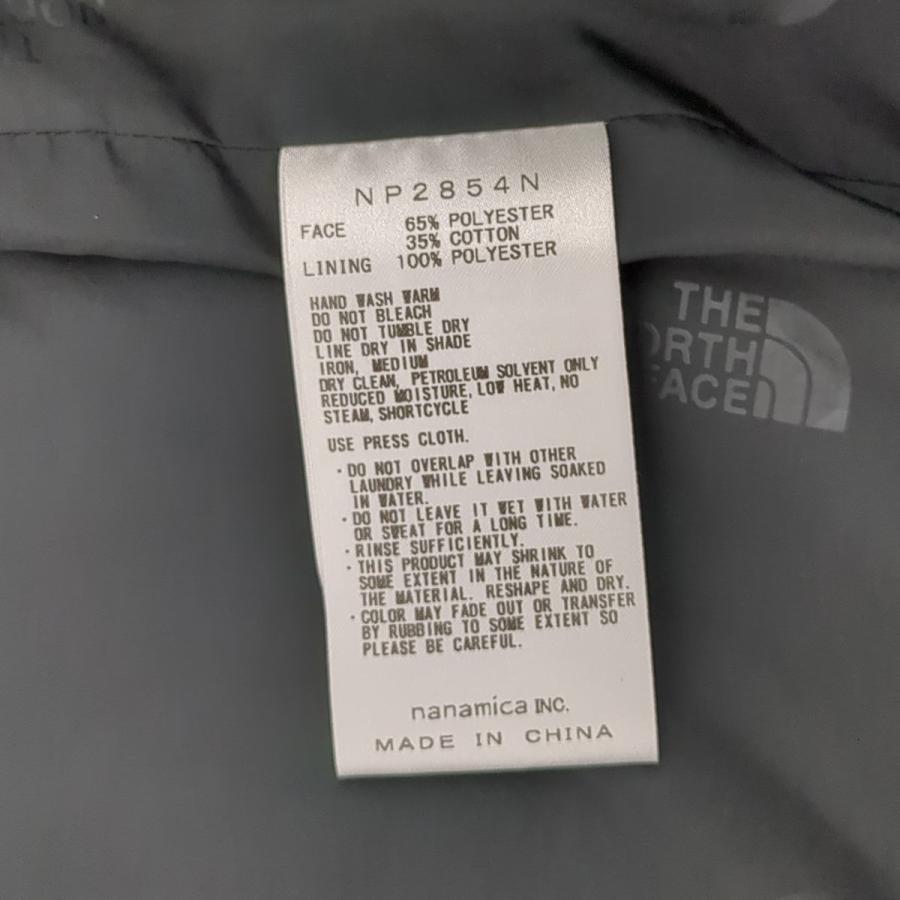 NP2854N
FACE 65% POLYESTER
35% COTTON
LINING 100% POLYESTER
HAND WASH WARM
DO NOT BLEACH
DO NOT TUMBLE DRY
LINE DRY IN SHADE
IRON, MEDIUM
DRY CLEAN, PETROLEUM SOLVENT ONLY
REDUCED MOISTURE, LOW HEAT, NO
STEAM, SHORTCYCLE
USE PRESS CLOTH.
・DO NOT OVERLAP WITH OTHER
LAUNDRY WHILE LEAVING SOAKED
IN WATER.
・DO NOT LEAVE IT WET WITH WATER
OR SWEAT FOR A LONG TIME.
・RINSE SUFFICIENTLY.
・THIS PRODUCT MAY SHRINK TO
SOME EXTENT IN THE NATURE OF
THE MATERIAL. RESHAPE AND DRY.
・COLOR MAY FADE OUT OR TRANSFER
BY RUBBING TO SOME EXTENT SO
PLEASE BE CAREFUL.
nanamica INC.
MADE IN CHINA
THE
NORTH
FACE